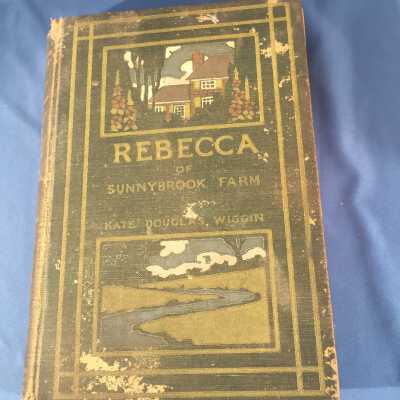 REBECCA
OF
SUNNYBROOK FARM
KATE DOUGLAS WIGGIN